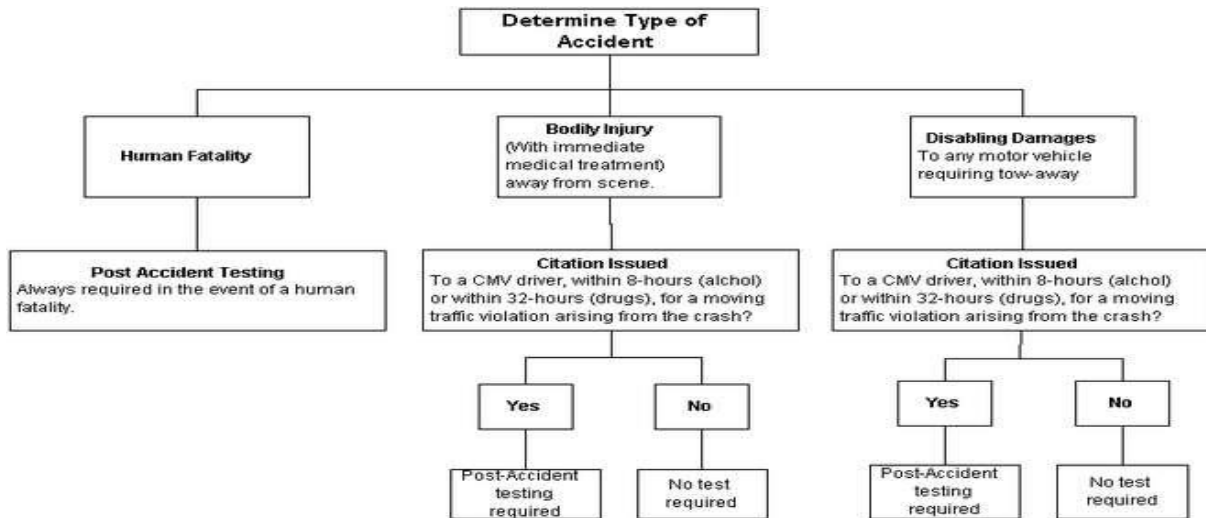 Determine Type of
Accident
Human Fatality
Bodily Injury
(With immediate
medical treatment)
away from scene.
Disabling Damages
To any motor vehicle
requiring tow-away
Post Accident Testing
Always required in the event of a human
fatality.
Citation Issued
To a CMV driver, within 8-hours (alchol)
or within 32-hours (drugs), for a moving
traffic violation arising from the crash?
Citation Issued
To a CMV driver, within 8-hours (alchol)
or within 32-hours (drugs), for a moving
traffic violation arising from the crash?
Yes
No
Yes
No
Post-Accident
testing
required
No test
required
Post-Accident
testing
required
No test
required